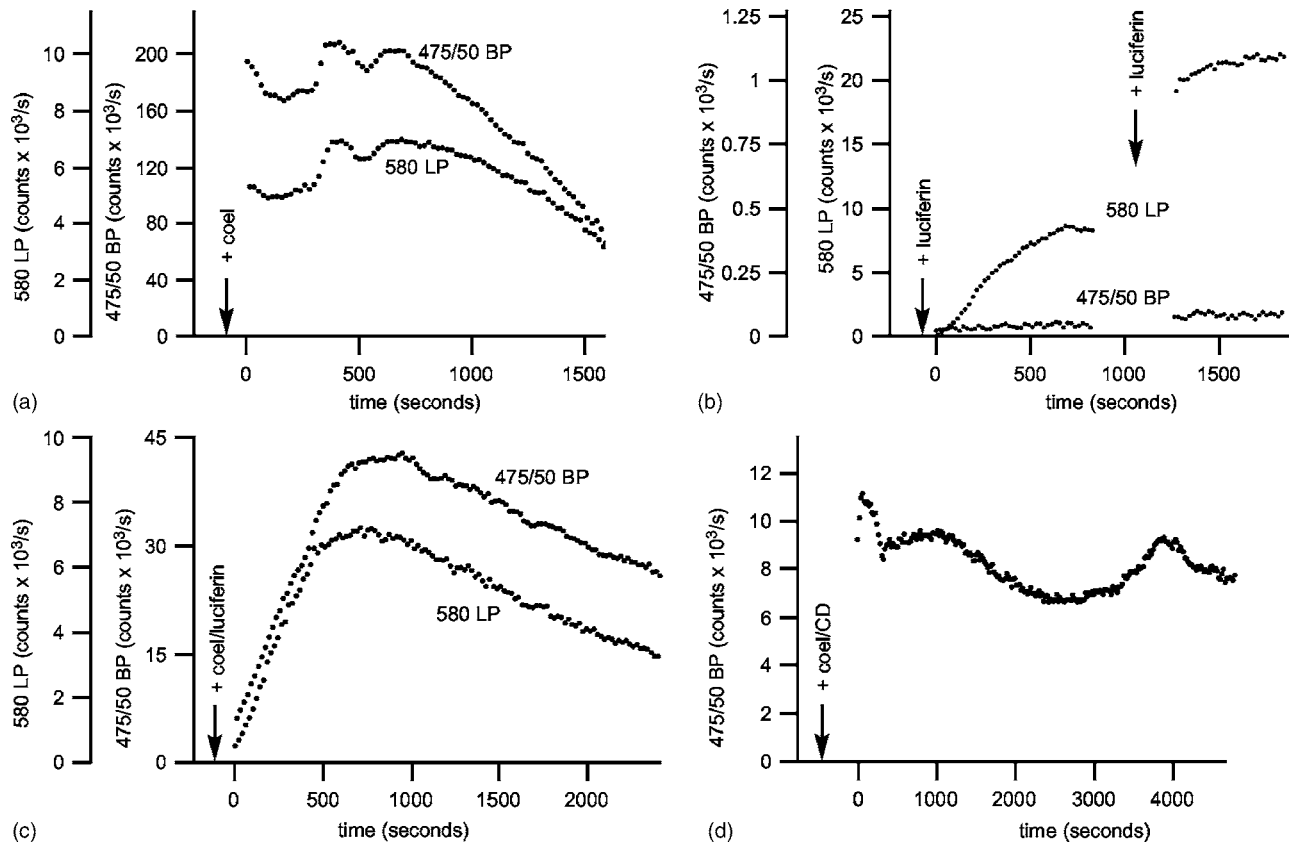 580 LP (counts x 10³/s)
10
8
6
4
2
0
475/50 BP (counts x 10³/s)
200
160
120
80
40
0
+ coel
475/50 BP
580 LP
0 500 1000 1500
time (seconds)
(a)
475/50 BP (counts x 10³/s)
1.25
1
0.75
0.5
0.25
0
580 LP (counts x 10³/s)
25
20
15
10
5
0
+ luciferin
+ luciferin
580 LP
475/50 BP
0 500 1000 1500
time (seconds)
(b)
580 LP (counts x 10³/s)
10
8
6
4
2
0
475/50 BP (counts x 10³/s)
45
30
15
0
+ coel/luciferin
475/50 BP
580 LP
0 500 1000 1500 2000
time (seconds)
(c)
475/50 BP (counts x 10³/s)
12
10
8
6
4
2
0
+ coel/CD
0 1000 2000 3000 4000
time (seconds)
(d)